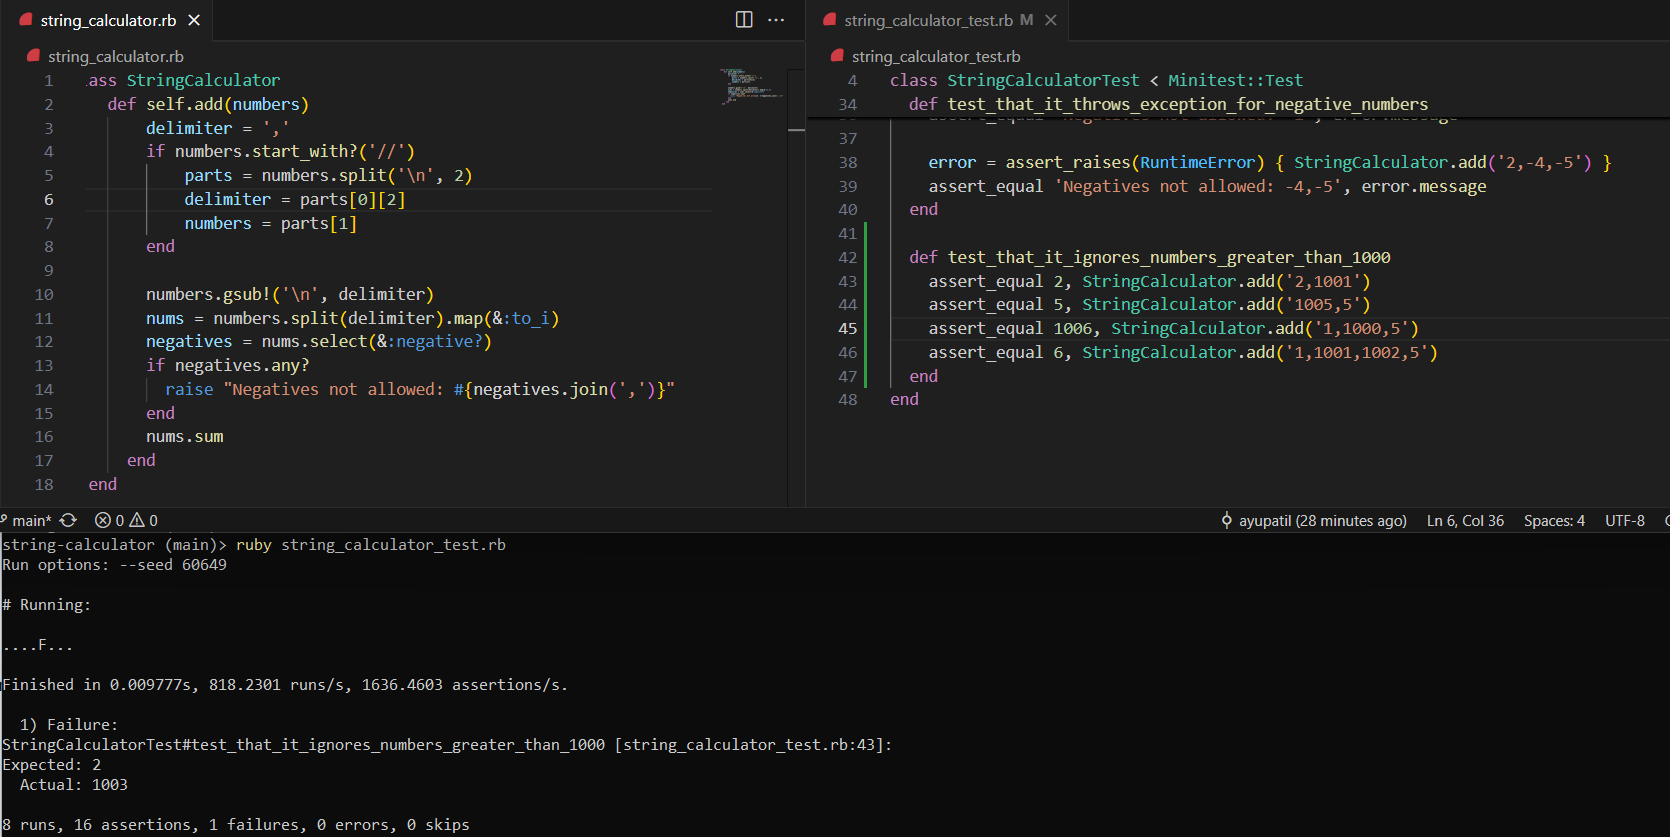 string_calculator.rb
string_calculator.rb
1 ass StringCalculator
2 def self.add(numbers)
3 delimiter = ','
4 if numbers.start_with?('//')
5 parts = numbers.split('\n', 2)
6 delimiter = parts[0][2]
7 numbers = parts[1]
8 end
9
10 numbers.gsub!('\n', delimiter)
11 nums = numbers.split(delimiter).map(&:to_i)
12 negatives = nums.select(&:negative?)
13 if negatives.any?
14 raise "Negatives not allowed: #{negatives.join(',')}"
15 end
16 nums.sum
17 end
18 end
string_calculator_test.rb M
string_calculator_test.rb
4 class StringCalculatorTest < Minitest::Test
34 def test_that_it_throws_exception_for_negative_numbers
37
38 error = assert_raises(RuntimeError) { StringCalculator.add('2,-4,-5') }
39 assert_equal 'Negatives not allowed: -4,-5', error.message
40 end
41
42 def test_that_it_ignores_numbers_greater_than_1000
43 assert_equal 2, StringCalculator.add('2,1001')
44 assert_equal 5, StringCalculator.add('1005,5')
45 assert_equal 1006, StringCalculator.add('1,1000,5')
46 assert_equal 6, StringCalculator.add('1,1001,1002,5')
47 end
48 end
main* 0 0 ayupatil (28 minutes ago) Ln 6, Col 36 Spaces: 4 UTF-8
string-calculator (main)> ruby string_calculator_test.rb
Run options: --seed 60649
# Running:
....F...
Finished in 0.009777s, 818.2301 runs/s, 1636.4603 assertions/s.
1) Failure:
StringCalculatorTest#test_that_it_ignores_numbers_greater_than_1000 [string_calculator_test.rb:43]:
Expected: 2
Actual: 1003
8 runs, 16 assertions, 1 failures, 0 errors, 0 skips